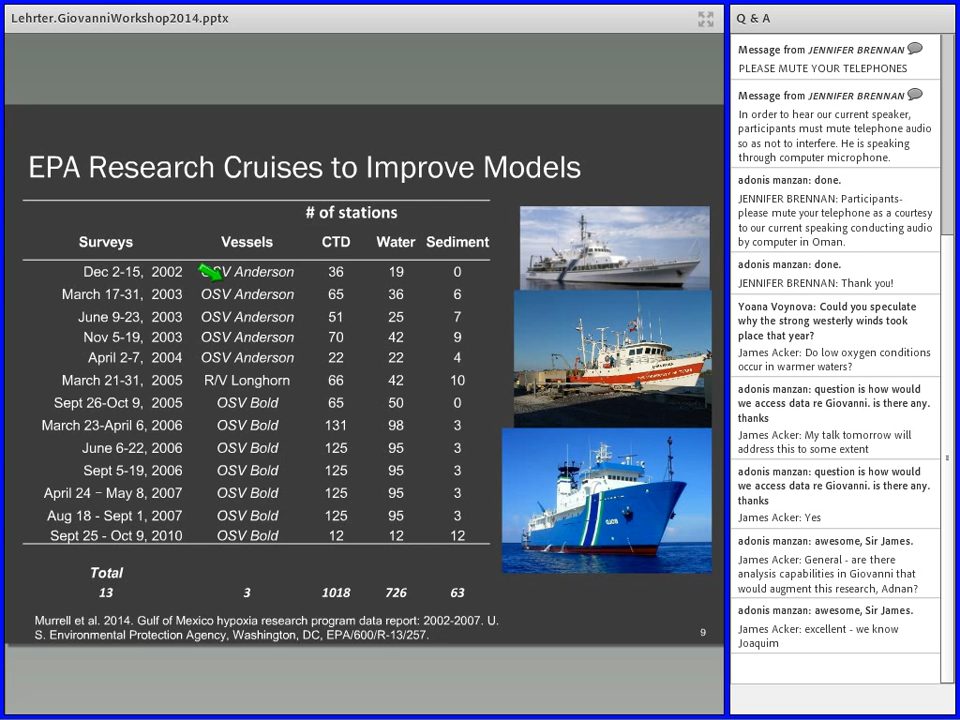 Lehrter.GiovanniWorkshop2014.pptx
EPA Research Cruises to Improve Models
# of stations
Surveys Vessels CTD Water Sediment
Dec 2-15, 2002 Anderson 36 19 0
March 17-31, 2003 OSV Anderson 65 36 6
June 9-23, 2003 OSV Anderson 51 25 7
Nov 5-19, 2003 OSV Anderson 70 42 9
April 2-7, 2004 OSV Anderson 22 22 4
March 21-31, 2005 R/V Longhorn 66 42 10
Sept 26-Oct 9, 2005 OSV Bold 65 50 0
March 23-April 6, 2006 OSV Bold 131 98 3
June 6-22, 2006 OSV Bold 125 95 3
Sept 5-19, 2006 OSV Bold 125 95 3
April 24 – May 8, 2007 OSV Bold 125 95 3
Aug 18 - Sept 1, 2007 OSV Bold 125 95 3
Sept 25 - Oct 9, 2010 OSV Bold 12 12 12
Total
13 3 1018 726 63
Murrell et al. 2014. Gulf of Mexico hypoxia research program data report: 2002-2007. U.
S. Environmental Protection Agency, Washington, DC, EPA/600/R-13/257.
9
Q & A
Message from JENNIFER BRENNAN
PLEASE MUTE YOUR TELEPHONES
Message from JENNIFER BRENNAN
In order to hear our current speaker,
participants must mute telephone audio
so as not to interfere. He is speaking
through computer microphone.
adonis manzan: done.
JENNIFER BRENNAN: Participants-
please mute your telephone as a courtesy
to our current speaking conducting audio
by computer in Oman.
adonis manzan: done.
JENNIFER BRENNAN: Thank you!
Yoana Voynova: Could you speculate
why the strong westerly winds took
place that year?
James Acker: Do low oxygen conditions
occur in warmer waters?
adonis manzan: question is how would
we access data re Giovanni. is there any.
thanks
James Acker: My talk tomorrow will
address this to some extent
adonis manzan: question is how would
we access data re Giovanni. is there any.
thanks
James Acker: Yes
adonis manzan: awesome, Sir James.
James Acker: General - are there
analysis capabilities in Giovanni that
would augment this research, Adnan?
adonis manzan: awesome, Sir James.
James Acker: excellent - we know
Joaquim